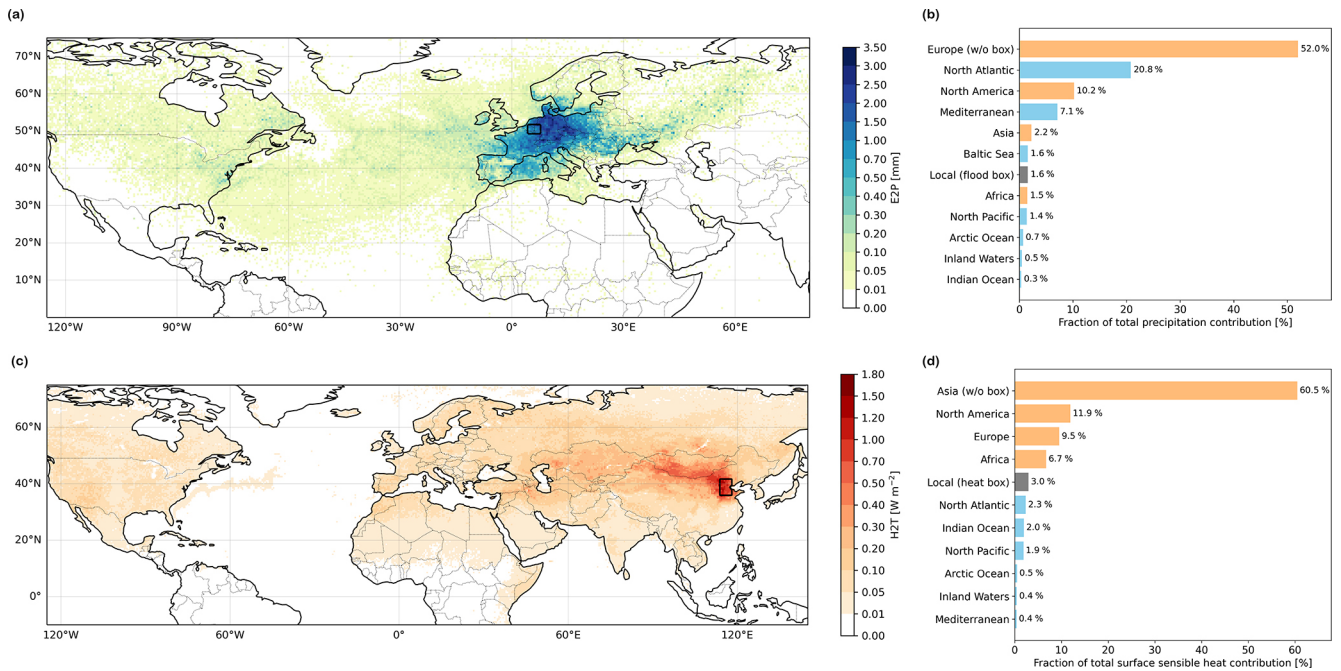 (a)
70°N
60°N
50°N
40°N
30°N
20°N
10°N
120°W
90°W
60°W
30°W
0°
30°E
60°E
3.50
3.00
2.50
2.00
1.50
1.00
0.70
0.50
0.40
0.30
0.20
0.10
0.05
0.01
0.00
E2P [mm]
(b)
Europe (w/o box)
52.0 %
North Atlantic
20.8 %
North America
10.2 %
Mediterranean
7.1 %
Asia
2.2 %
Baltic Sea
1.6 %
Local (flood box)
1.6 %
Africa
1.5 %
North Pacific
1.4 %
Arctic Ocean
0.7 %
Inland Waters
0.5 %
Indian Ocean
0.3 %
0
10
20
30
40
50
Fraction of total precipitation contribution [%]
(c)
60°N
40°N
20°N
0°
120°W
60°W
0°
60°E
120°E
1.80
1.50
1.20
1.00
0.70
0.50
0.40
0.30
0.20
0.10
0.05
0.01
0.00
H2T [W m⁻²]
(d)
Asia (w/o box)
60.5 %
North America
11.9 %
Europe
9.5 %
Africa
6.7 %
Local (heat box)
3.0 %
North Atlantic
2.3 %
Indian Ocean
2.0 %
North Pacific
1.9 %
Arctic Ocean
0.5 %
Inland Waters
0.4 %
Mediterranean
0.4 %
0
10
20
30
40
50
60
Fraction of total surface sensible heat contribution [%]